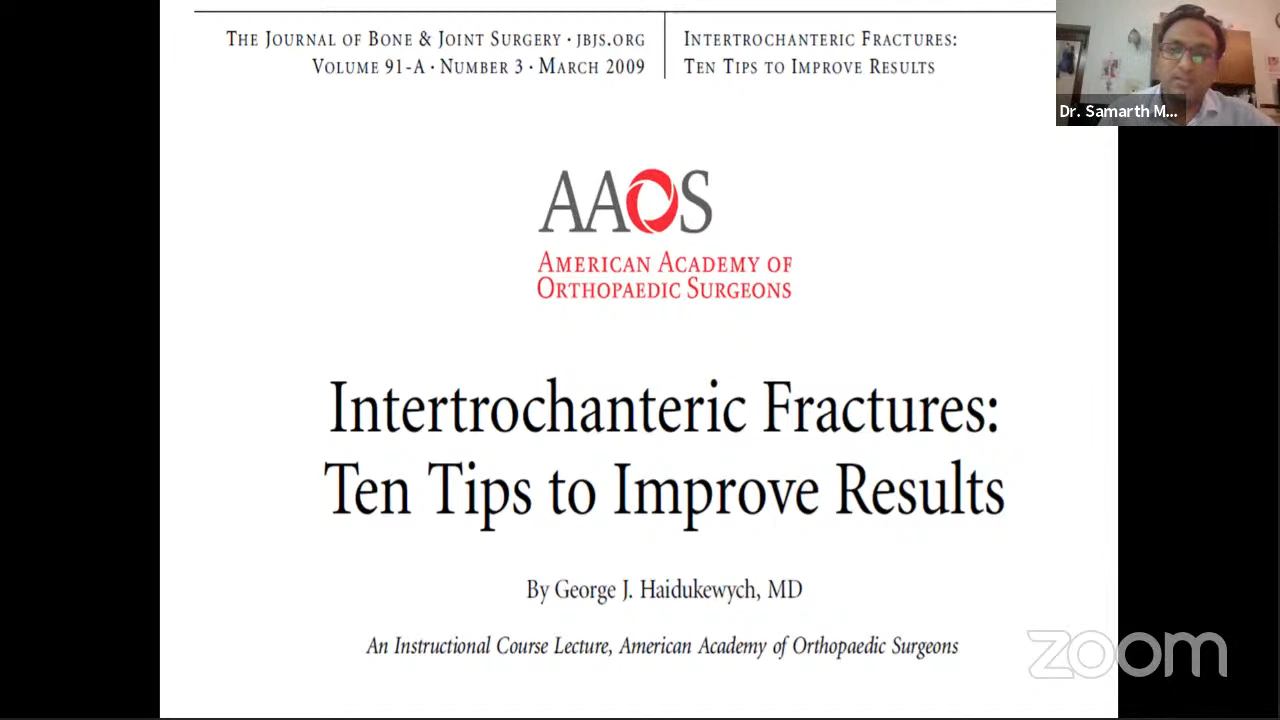 THE JOURNAL OF BONE & JOINT SURGERY · JBJS.ORG
VOLUME 91-A · NUMBER 3 · MARCH 2009
INTERTROCHANTERIC FRACTURES:
TEN TIPS TO IMPROVE RESULTS
Dr. Samarth M...
AAOS
AMERICAN ACADEMY OF
ORTHOPAEDIC SURGEONS
Intertrochanteric Fractures:
Ten Tips to Improve Results
By George J. Haidukewych, MD
An Instructional Course Lecture, American Academy of Orthopaedic Surgeons
zoom